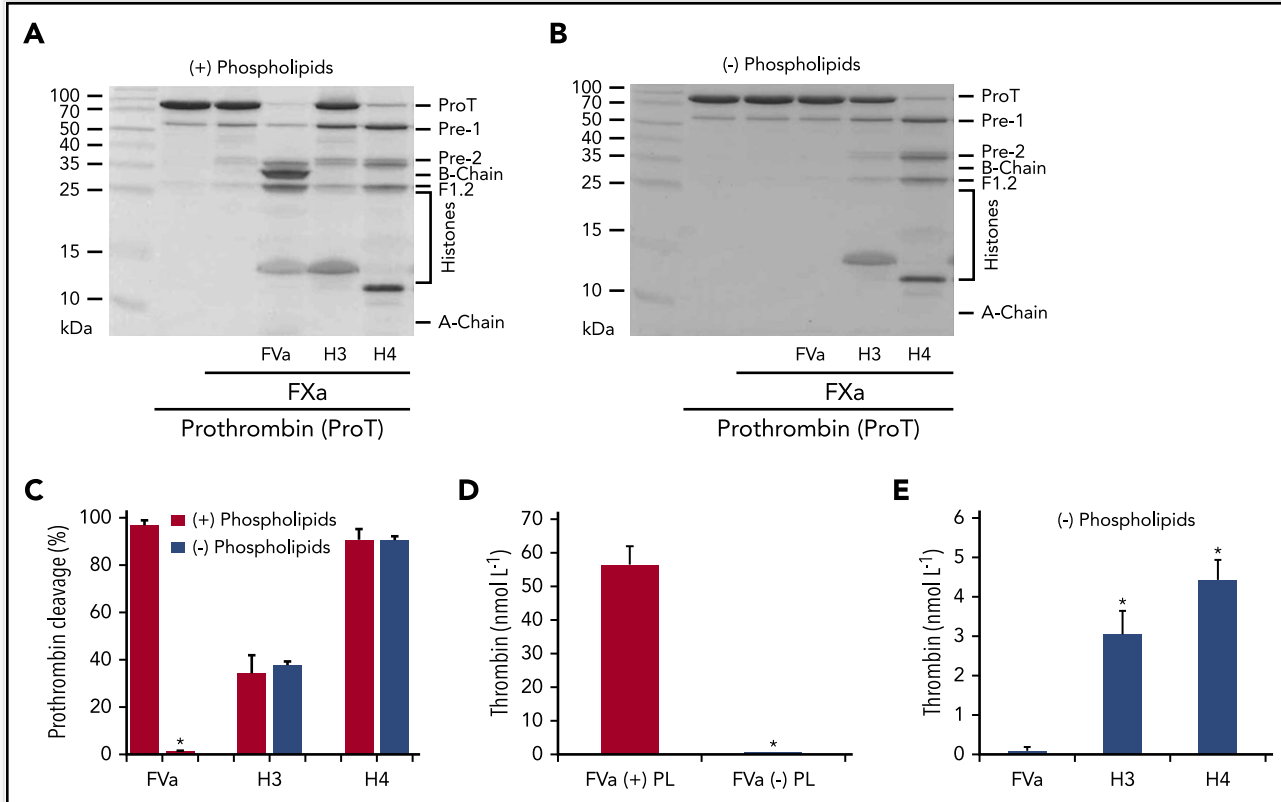 A
(+) Phospholipids
100
70
50
40
35
25
15
10
kDa
ProT
Pre-1
Pre-2
B-Chain
F1.2
Histones
A-Chain
FVa H3 H4
FXa
Prothrombin (ProT)
B
(-) Phospholipids
100
70
50
40
35
25
15
10
kDa
ProT
Pre-1
Pre-2
B-Chain
F1.2
Histones
A-Chain
FVa H3 H4
FXa
Prothrombin (ProT)
C
Prothrombin cleavage (%)
100
80
60
40
20
0
(+) Phospholipids
(-) Phospholipids
*
FVa H3 H4
D
Thrombin (nmol L-1)
70
60
50
40
30
20
10
0
*
FVa (+) PL FVa (-) PL
E
(-) Phospholipids
Thrombin (nmol L-1)
6
5
4
3
2
1
0
* *
FVa H3 H4